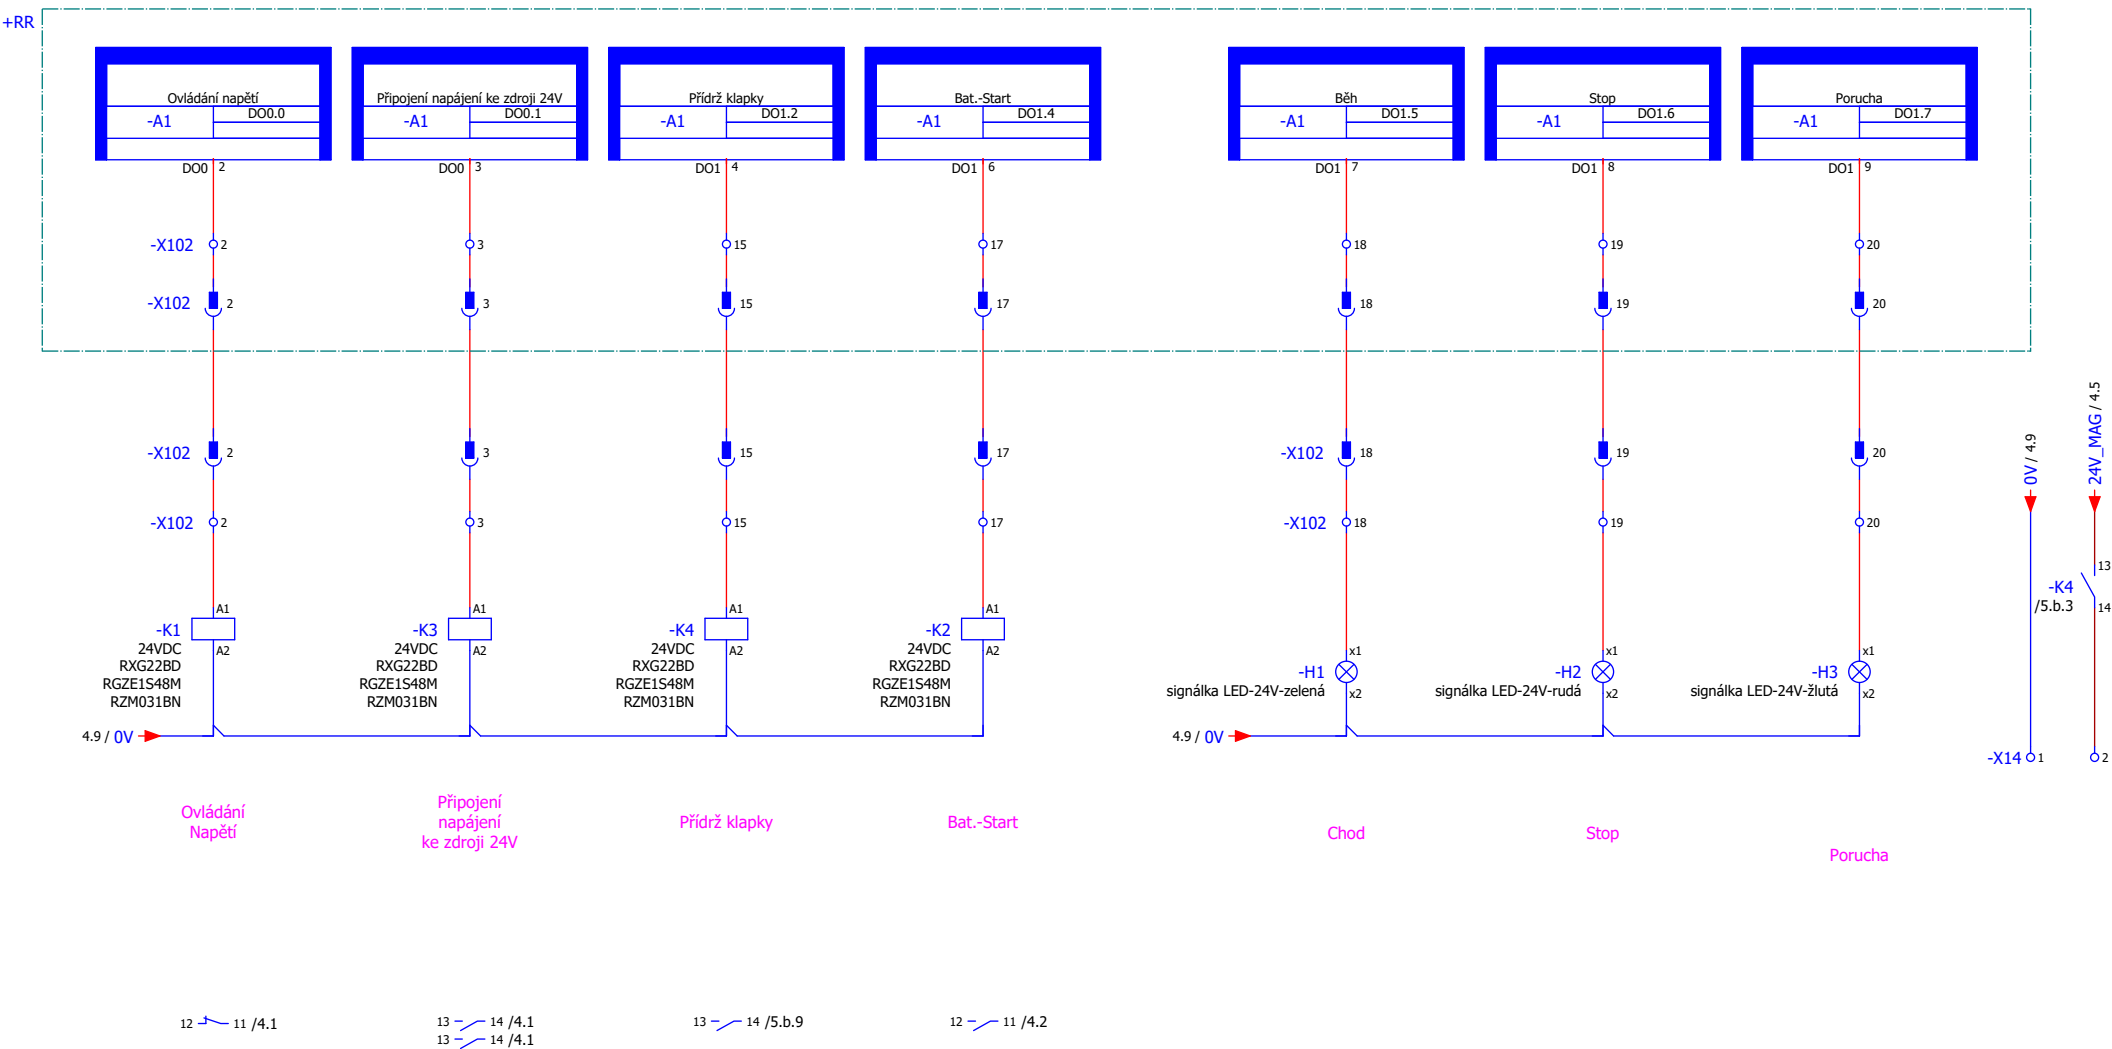 +RR
Ovládání napětí
Připojení napájení ke zdroji 24V
Přídrž klapky
Bat.-Start
Běh
Stop
Porucha
-A1 DO0.0
-A1 DO0.1
-A1 DO1.2
-A1 DO1.4
-A1 DO1.5
-A1 DO1.6
-A1 DO1.7
DO0 2
DO0 3
DO1 4
DO1 6
DO1 7
DO1 8
DO1 9
-X102 2
3
15
17
18
19
20
-X102 2
3
15
17
18
19
20
0V / 4.9
24V_MAG / 4.5
-X102 2
3
15
17
-X102 18
19
20
-X102 2
3
15
17
-X102 18
19
20
13
-K4
/5.b.3
14
A1
-K1
24VDC
A2
RXG22BD
RGZE1S48M
RZM031BN
A1
-K3
24VDC
A2
RXG22BD
RGZE1S48M
RZM031BN
A1
-K4
24VDC
A2
RXG22BD
RGZE1S48M
RZM031BN
A1
-K2
24VDC
A2
RXG22BD
RGZE1S48M
RZM031BN
x1
-H1
signálka LED-24V-zelená
x2
x1
-H2
signálka LED-24V-rudá
x2
x1
-H3
signálka LED-24V-žlutá
x2
4.9 / 0V
4.9 / 0V
-X14 1
2
Ovládání
Napětí
Připojení
napájení
ke zdroji 24V
Přídrž klapky
Bat.-Start
Chod
Stop
Porucha
12 11 /4.1
13 14 /4.1
13 14 /4.1
13 14 /5.b.9
12 11 /4.2